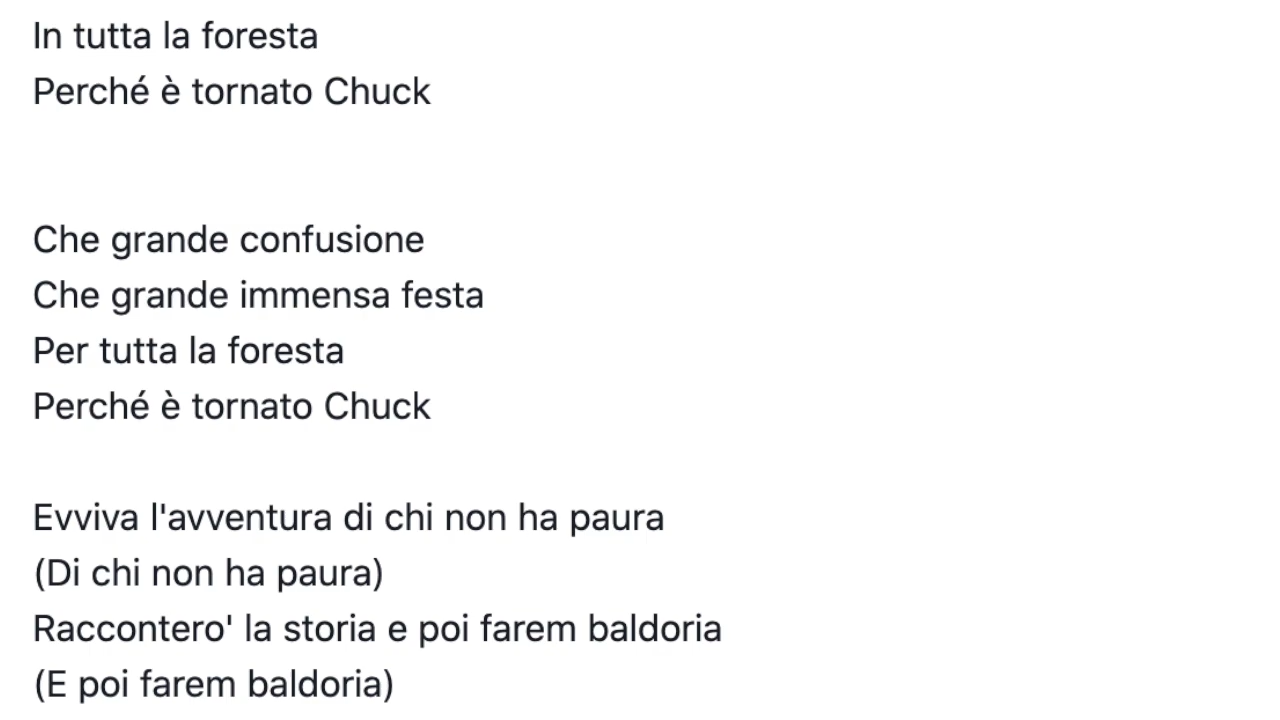 In tutta la foresta
Perché è tornato Chuck
Che grande confusione
Che grande immensa festa
Per tutta la foresta
Perché è tornato Chuck
Evviva l'avventura di chi non ha paura
(Di chi non ha paura)
Raccontero' la storia e poi farem baldoria
(E poi farem baldoria)